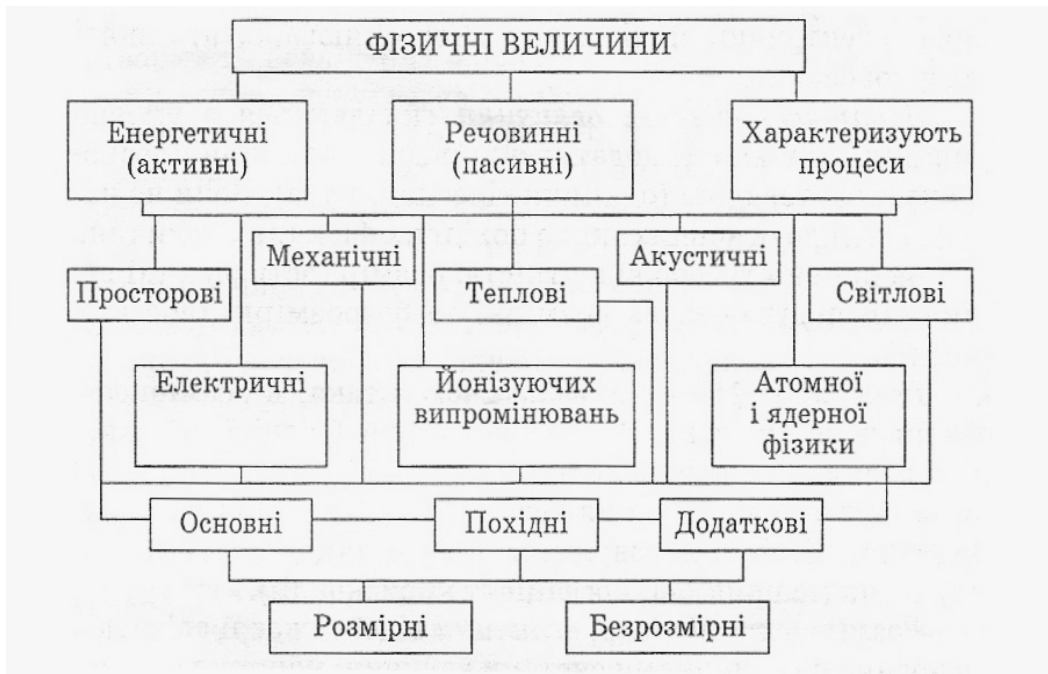 ФІЗИЧНІ ВЕЛИЧИНИ
Енергетичні
(активні)
Речовинні
(пасивні)
Характеризують
процеси
Механічні
Акустичні
Просторові
Теплові
Світлові
Електричні
Йонізуючих
випромінювань
Атомної
і ядерної
фізики
Основні
Похідні
Додаткові
Розмірні
Безрозмірні